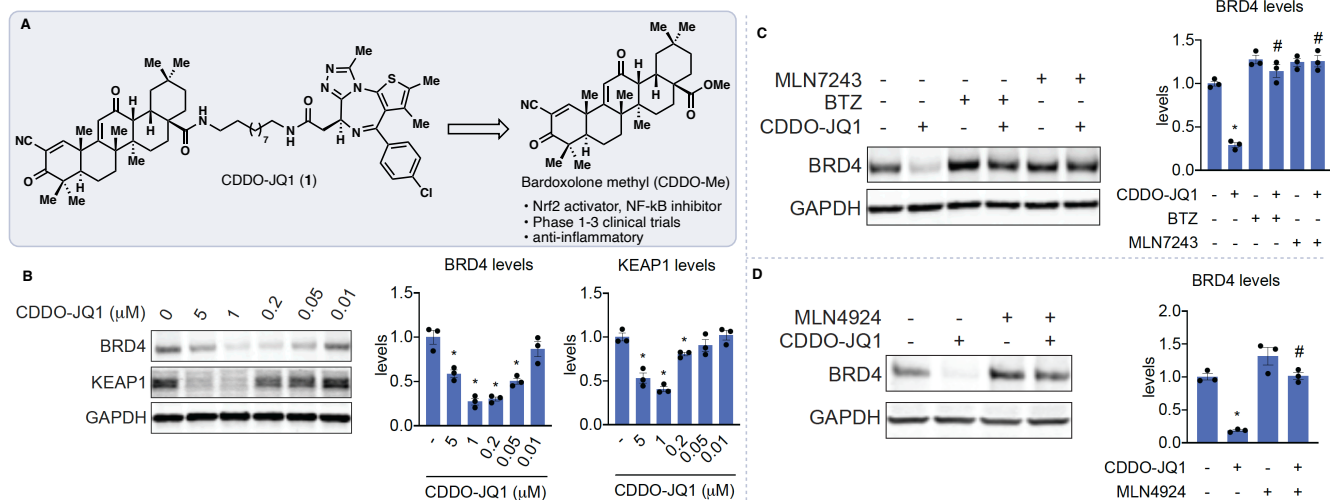 A
Me
N
N
N
S
Me
Me
Me Me
O
H
H
Me Me
NC
O
Me Me
Me
O
H
N
7
N
H
O
H
N
Cl
CDDO-JQ1 (1)
Me Me
O
H
H
Me Me
NC
O
H
Me Me
Me
OMe
O
Bardoxolone methyl (CDDO-Me)
• Nrf2 activator, NF-kB inhibitor
• Phase 1-3 clinical trials
• anti-inflammatory
B
CDDO-JQ1 (μM) 0 5 1 0.2 0.05 0.01
BRD4
KEAP1
GAPDH
BRD4 levels
levels
1.5
1.0
0.5
0.0
* * * *
- 5 1 0.2 0.05 0.01
CDDO-JQ1 (μM)
KEAP1 levels
levels
1.5
1.0
0.5
0.0
* * *
- 5 1 0.2 0.05 0.01
CDDO-JQ1 (μM)
C
MLN7243 - - - - + +
BTZ - - + + - -
CDDO-JQ1 - + - + - +
BRD4
GAPDH
BRD4 levels
levels
1.5
1.0
0.5
0.0
* # #
CDDO-JQ1 - + - + - +
BTZ - - + + - -
MLN7243 - - - - + +
D
MLN4924 - - + +
CDDO-JQ1 - + - +
BRD4
GAPDH
BRD4 levels
levels
2.0
1.5
1.0
0.5
0.0
* #
CDDO-JQ1 - + - +
MLN4924 - - + +